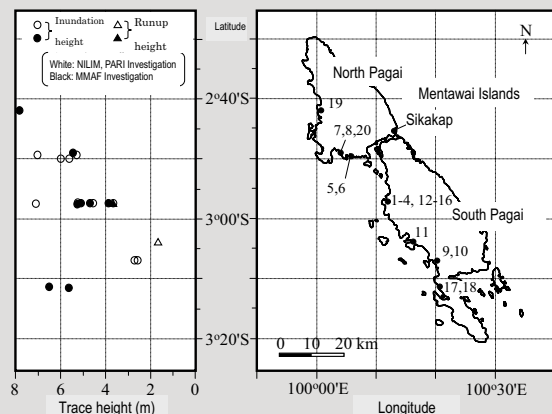 Inundation
height
Runup
height
White: NILIM, PARI Investigation
Black: MMAF Investigation
Latitude
2°40'S
3°00'S
3°20'S
8 6 4 2 0
Trace height (m)
N
North Pagai
Mentawai Islands
19
Sikakap
7,8,20
5,6
1-4, 12-16
South Pagai
11
9,10
17,18
0 10 20 km
100°00'E 100°30'E
Longitude